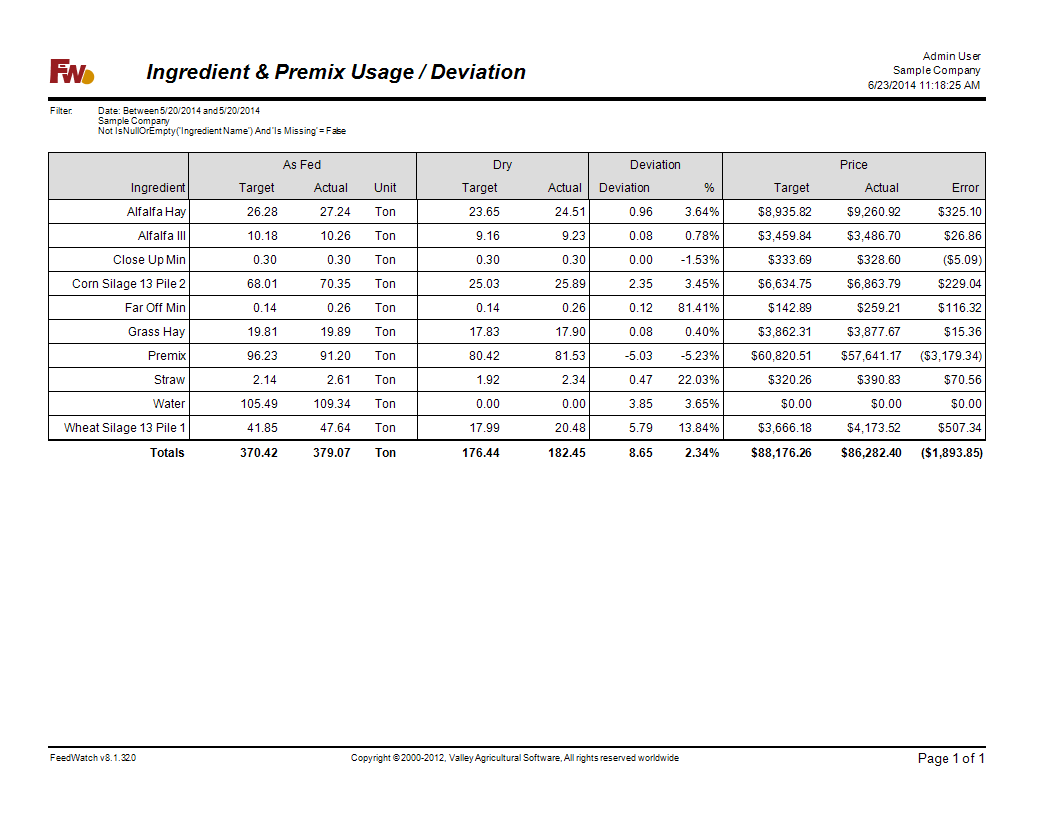 FW
Ingredient & Premix Usage / Deviation
Admin User
Sample Company
6/23/2014 11:18:25 AM
Filter: Date: Between 5/20/2014 and 5/20/2014
Sample Company
Not IsNullOrEmpty('Ingredient Name') And 'Is Missing' = False
As Fed Dry Deviation Price
Ingredient Target Actual Unit Target Actual Deviation % Target Actual Error
Alfalfa Hay 26.28 27.24 Ton 23.65 24.51 0.96 3.64% $8,935.82 $9,260.92 $325.10
Alfalfa III 10.18 10.26 Ton 9.16 9.23 0.08 0.78% $3,459.84 $3,486.70 $26.86
Close Up Min 0.30 0.30 Ton 0.30 0.30 0.00 -1.53% $333.69 $328.60 ($5.09)
Corn Silage 13 Pile 2 68.01 70.35 Ton 25.03 25.89 2.35 3.45% $6,634.75 $6,863.79 $229.04
Far Off Min 0.14 0.26 Ton 0.14 0.26 0.12 81.41% $142.89 $259.21 $116.32
Grass Hay 19.81 19.89 Ton 17.83 17.90 0.08 0.40% $3,862.31 $3,877.67 $15.36
Premix 96.23 91.20 Ton 80.42 81.53 -5.03 -5.23% $60,820.51 $57,641.17 ($3,179.34)
Straw 2.14 2.61 Ton 1.92 2.34 0.47 22.03% $320.26 $390.83 $70.56
Water 105.49 109.34 Ton 0.00 0.00 3.85 3.65% $0.00 $0.00 $0.00
Wheat Silage 13 Pile 1 41.85 47.64 Ton 17.99 20.48 5.79 13.84% $3,666.18 $4,173.52 $507.34
Totals 370.42 379.07 Ton 176.44 182.45 8.65 2.34% $88,176.26 $86,282.40 ($1,893.85)
FeedWatch v8.1.32.0 Copyright © 2000-2012, Valley Agricultural Software, All rights reserved worldwide Page 1 of 1